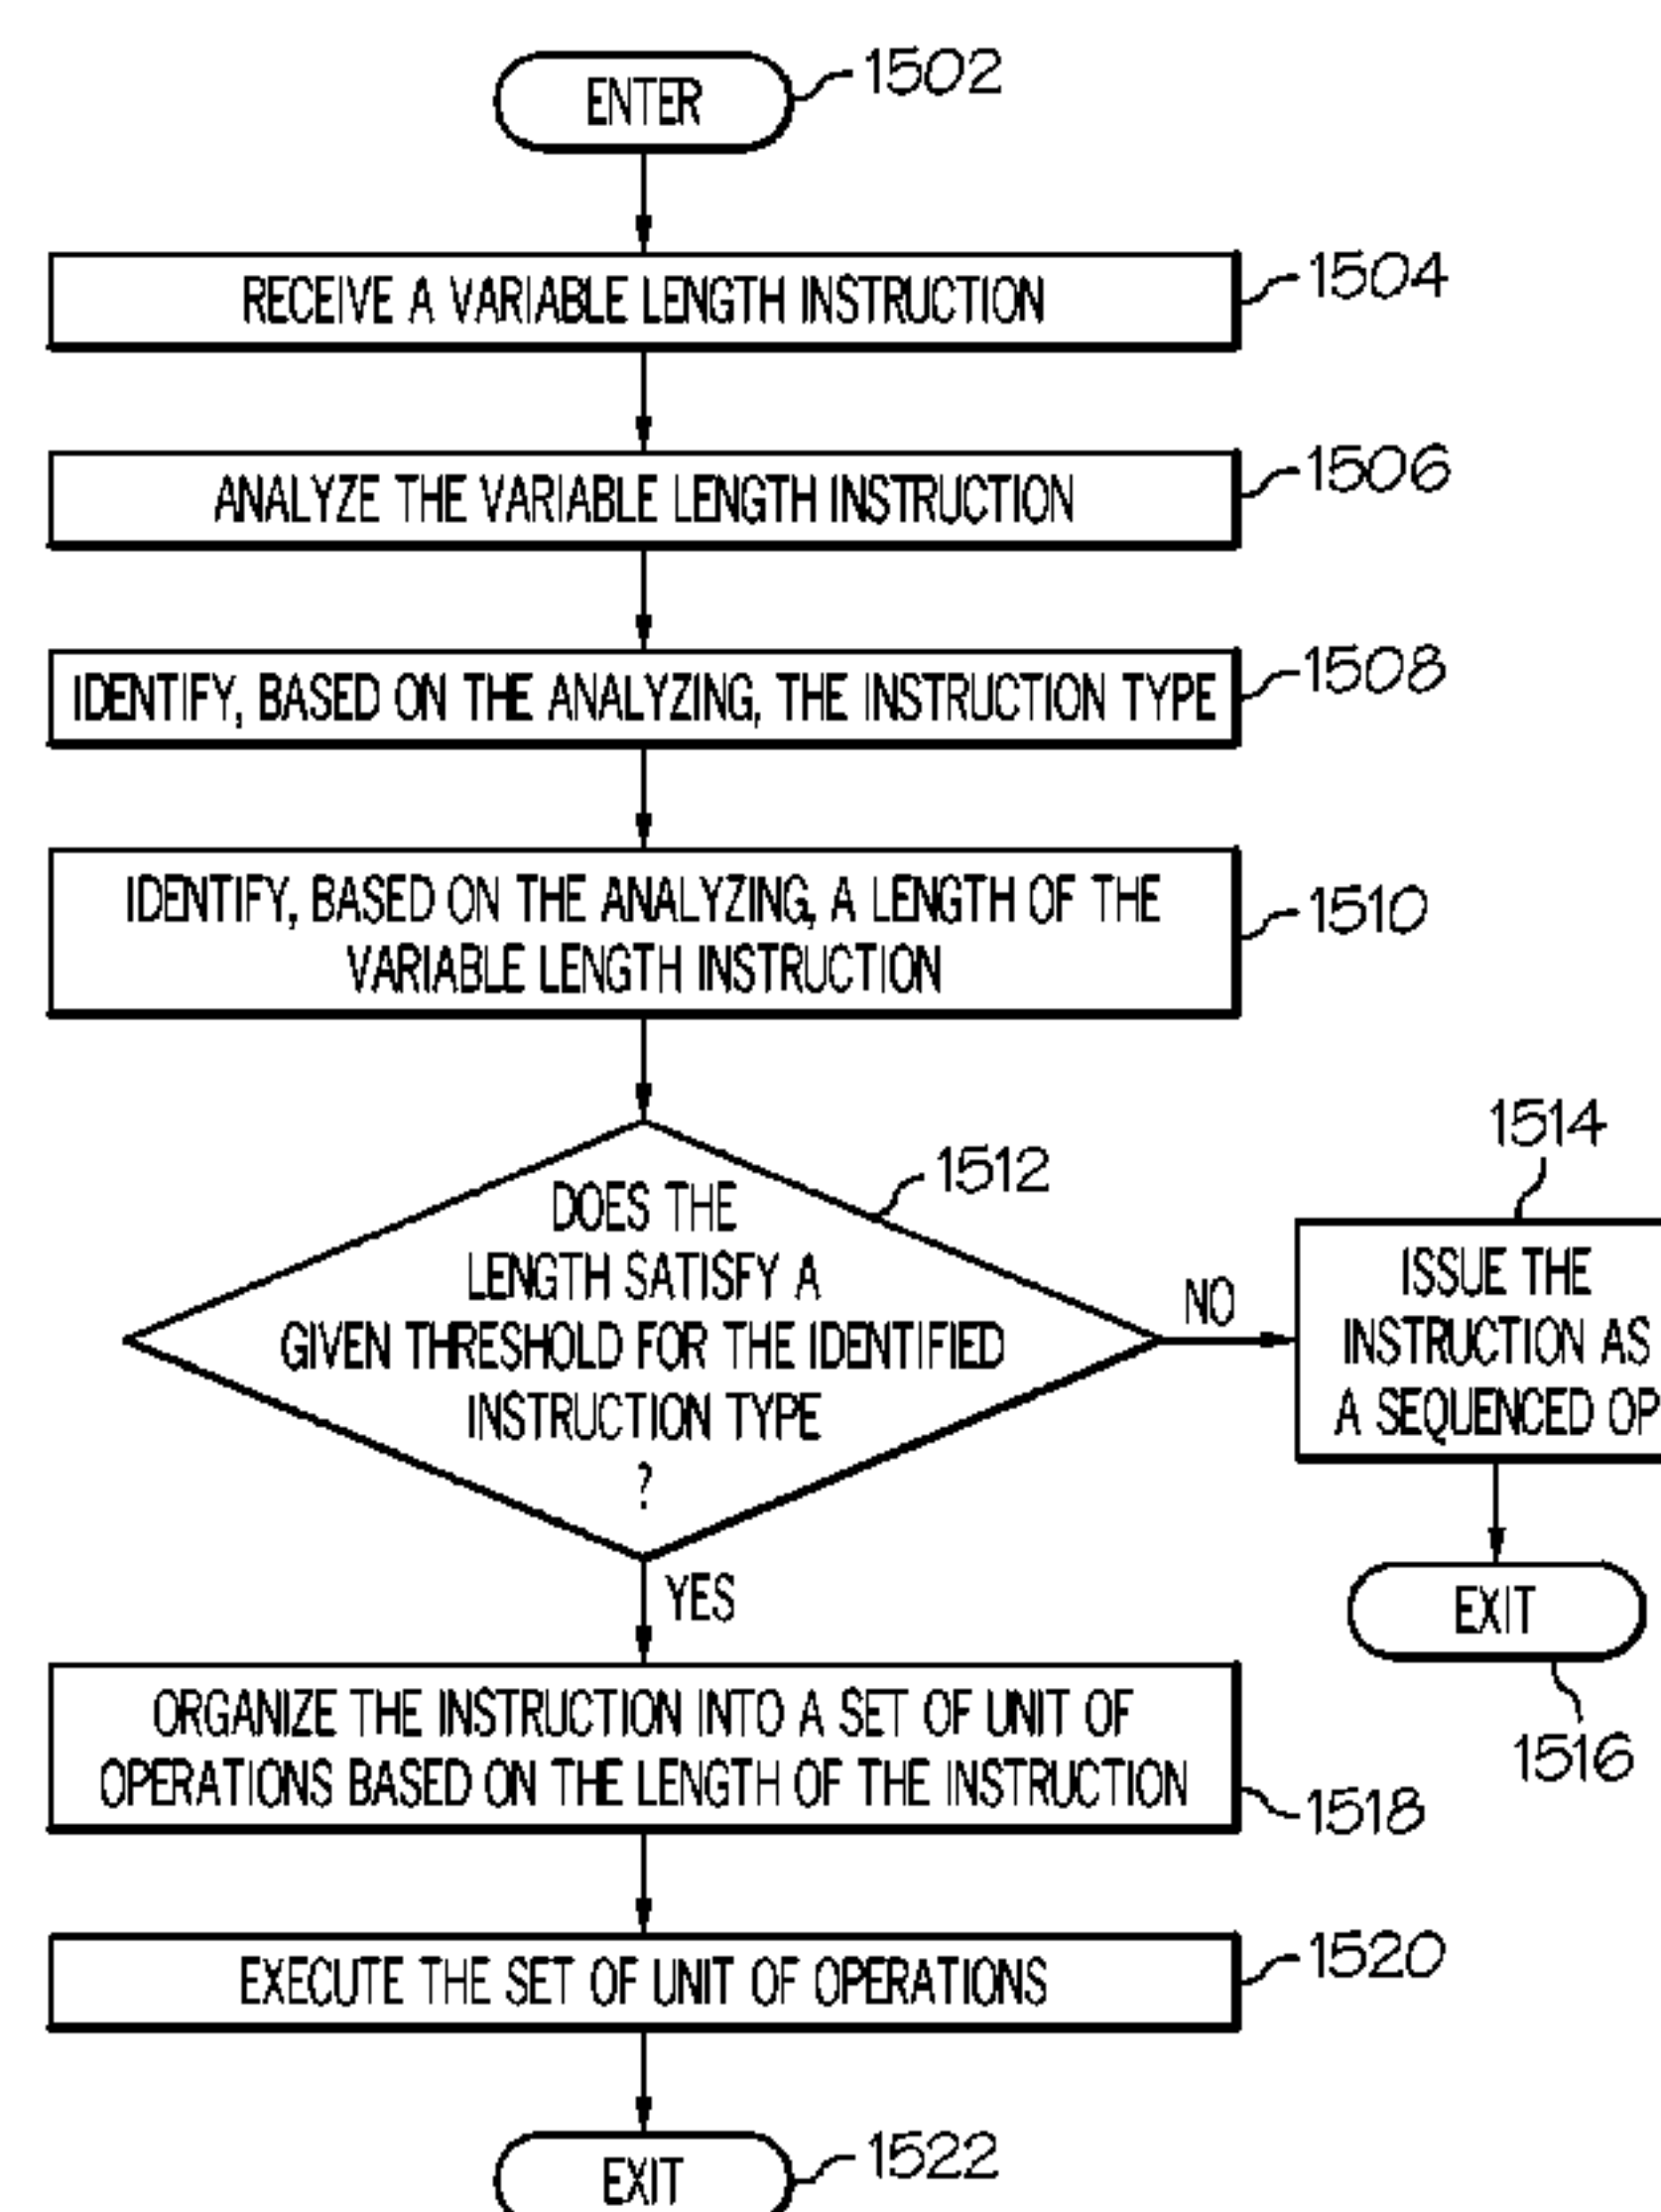 ENTER
1502
RECEIVE A VARIABLE LENGTH INSTRUCTION
1504
ANALYZE THE VARIABLE LENGTH INSTRUCTION
1506
IDENTIFY, BASED ON THE ANALYZING, THE INSTRUCTION TYPE
1508
IDENTIFY, BASED ON THE ANALYZING, A LENGTH OF THE
VARIABLE LENGTH INSTRUCTION
1510
DOES THE
LENGTH SATISFY A
GIVEN THRESHOLD FOR THE IDENTIFIED
INSTRUCTION TYPE
?
1512
NO
1514
ISSUE THE
INSTRUCTION AS
A SEQUENCED OP
EXIT
1516
YES
ORGANIZE THE INSTRUCTION INTO A SET OF UNIT OF
OPERATIONS BASED ON THE LENGTH OF THE INSTRUCTION
1518
EXECUTE THE SET OF UNIT OF OPERATIONS
1520
EXIT
1522